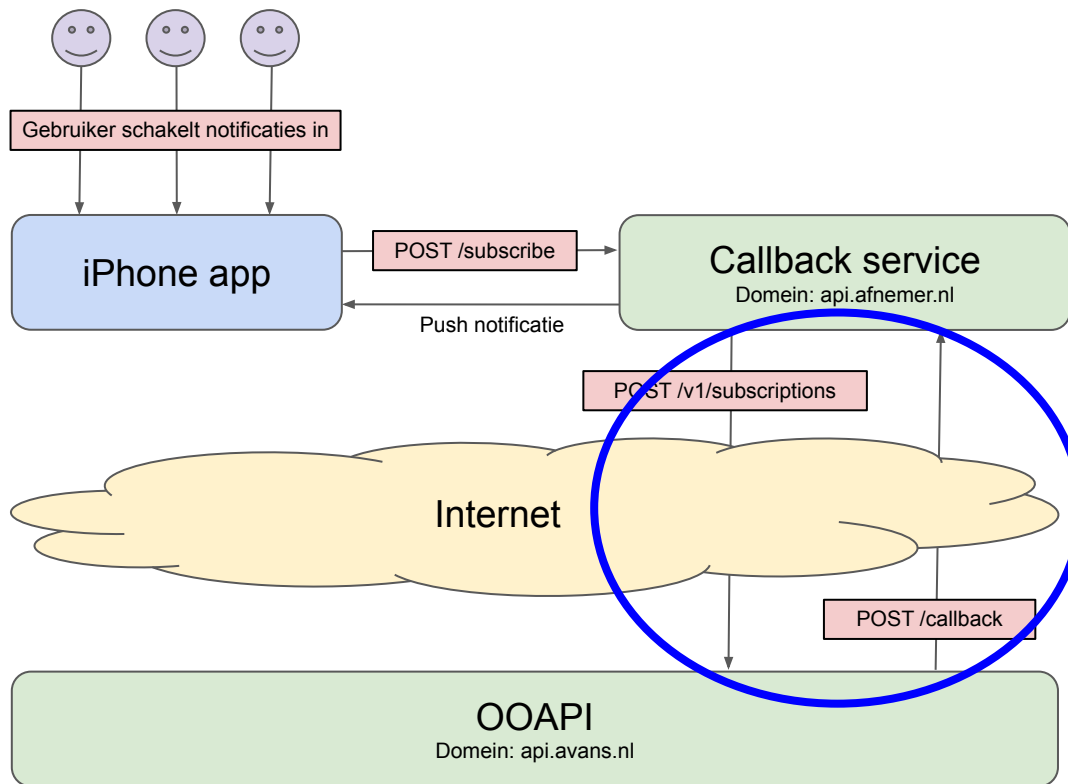 Gebruiker schakelt notificaties in
iPhone app
POST /subscribe
Callback service
Domein: api.afnemer.nl
Push notificatie
POST /v1/subscriptions
Internet
POST /callback
OOAPI
Domein: api.avans.nl